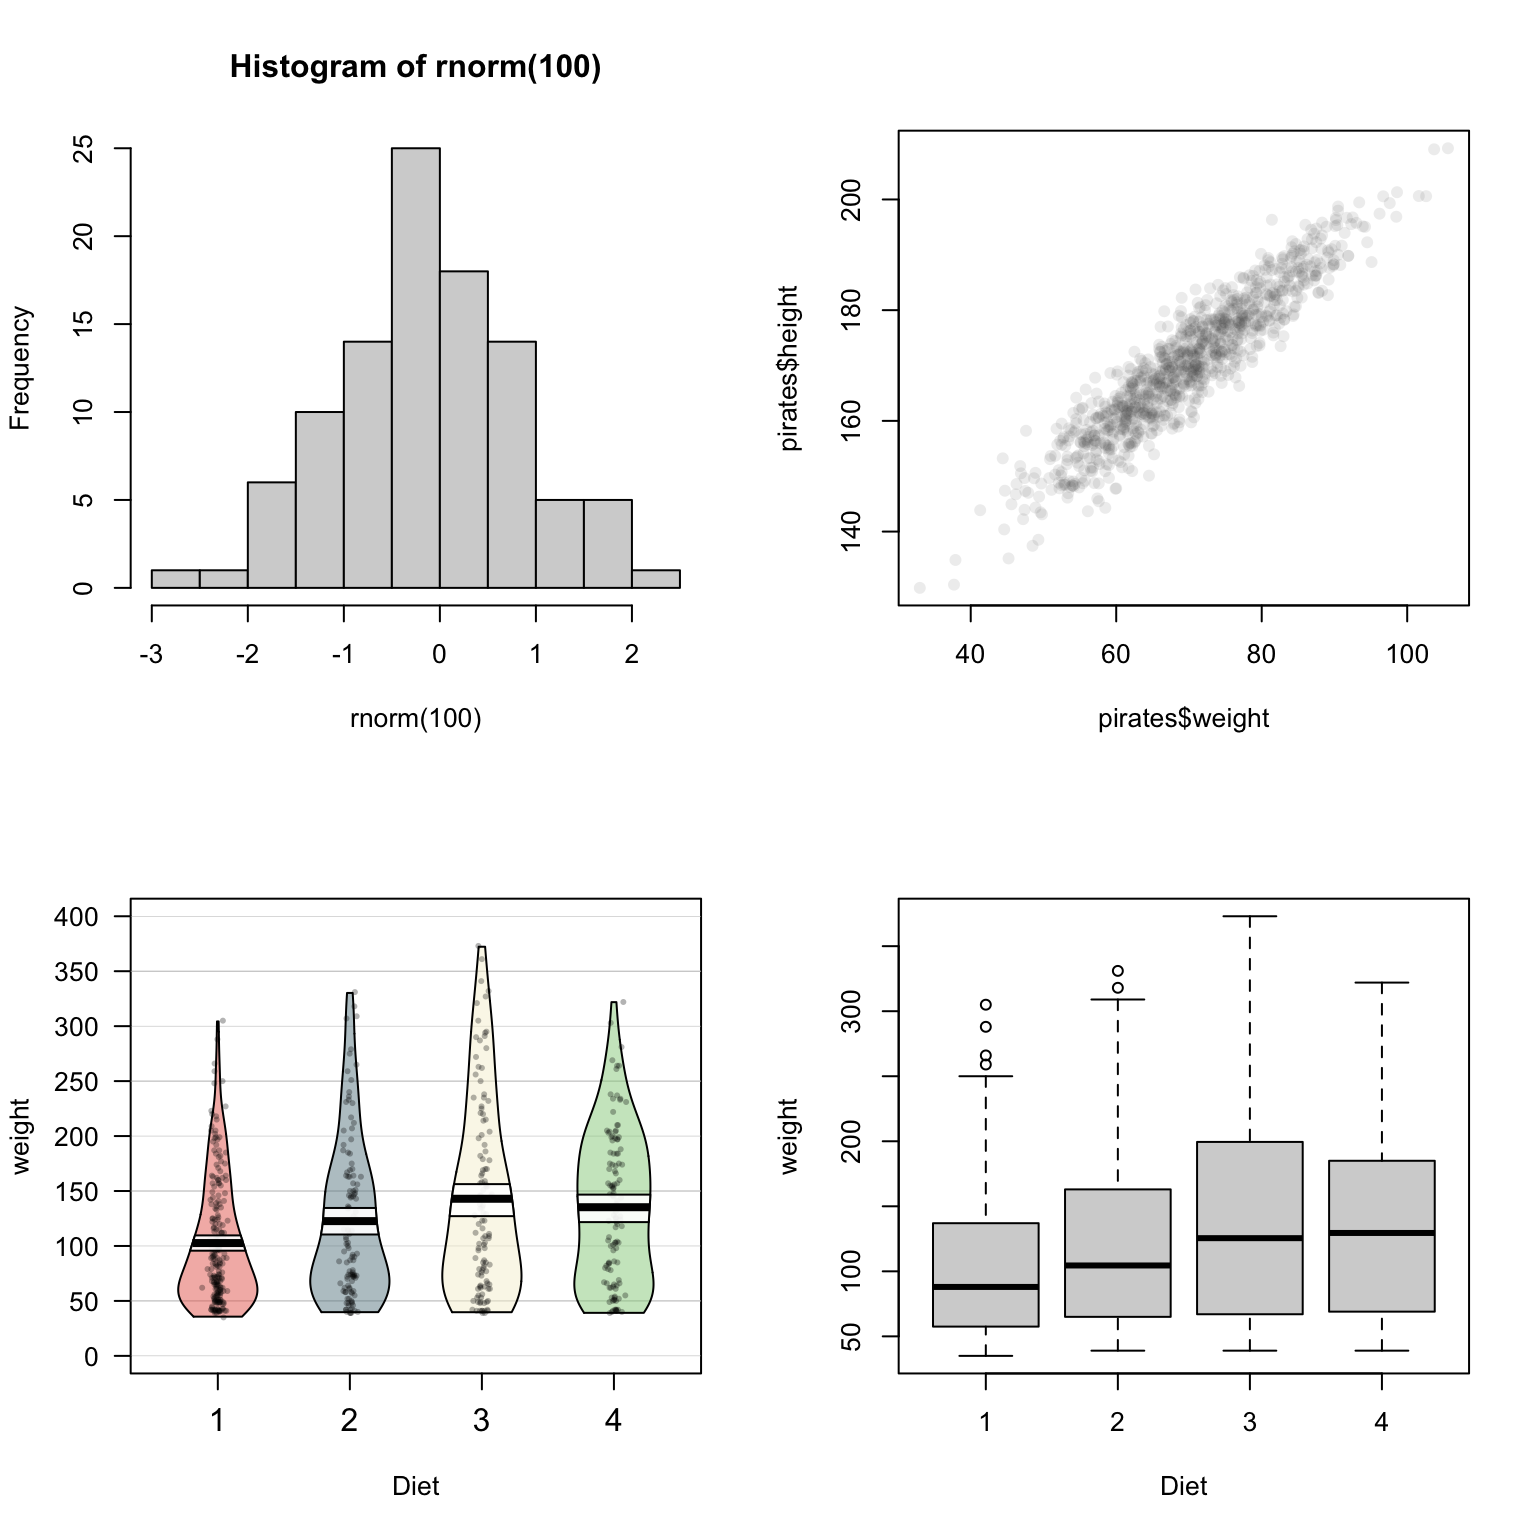 Histogram of rnorm(100)
Frequency
0 5 10 15 20 25
-3 -2 -1 0 1 2
rnorm(100)
pirates$height
140 160 180 200
40 60 80 100
pirates$weight
weight
400
350
300
250
200
150
100
50
0
1 2 3 4
Diet
weight
50 100 200 300
1 2 3 4
Diet